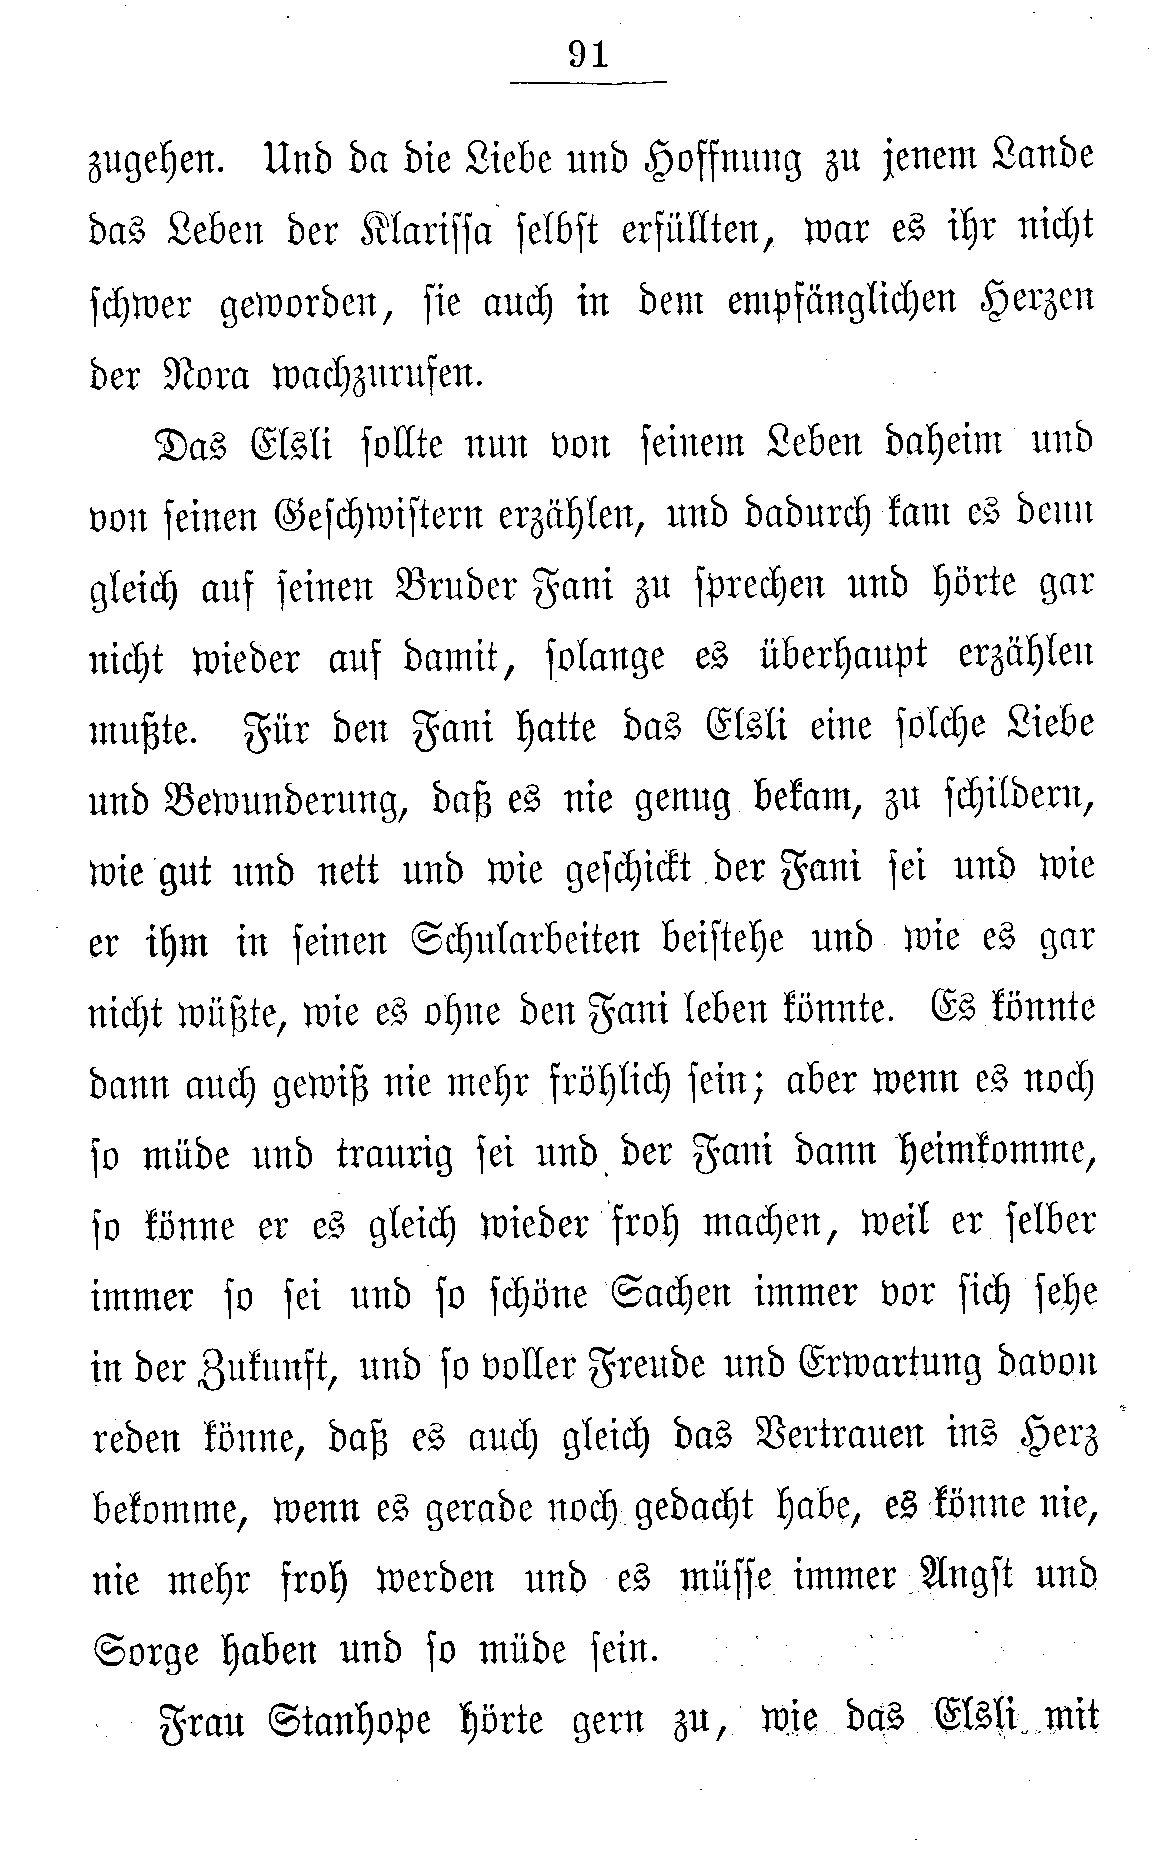 91
zugehen. Und da die Liebe und Hoffnung zu jenem Lande
das Leben der Klarissa selbst erfüllten, war es ihr nicht
schwer geworden, sie auch in dem empfänglichen Herzen
der Nora wachzurufen.
Das Elsli sollte nun von seinem Leben daheim und
von seinen Geschwistern erzählen, und dadurch kam es denn
gleich auf seinen Bruder Fani zu sprechen und hörte gar
nicht wieder auf damit, solange es überhaupt erzählen
mußte. Für den Fani hatte das Elsli eine solche Liebe
und Bewunderung, daß es nie genug bekam, zu schildern,
wie gut und nett und wie geschickt der Fani sei und wie
er ihm in seinen Schularbeiten beistehe und wie es gar
nicht wüßte, wie es ohne den Fani leben könnte. Es könnte
dann auch gewiß nie mehr fröhlich sein; aber wenn es noch
so müde und traurig sei und der Fani dann heimkomme,
so könne er es gleich wieder froh machen, weil er selber
immer so sei und so schöne Sachen immer vor sich sehe
in der Zukunft, und so voller Freude und Erwartung davon
reden könne, daß es auch gleich das Vertrauen ins Herz
bekomme, wenn es gerade noch gedacht habe, es könne nie,
nie mehr froh werden und es müsse immer Angst und
Sorge haben und so müde sein.
Frau Stanhope hörte gern zu, wie das Elsli mit